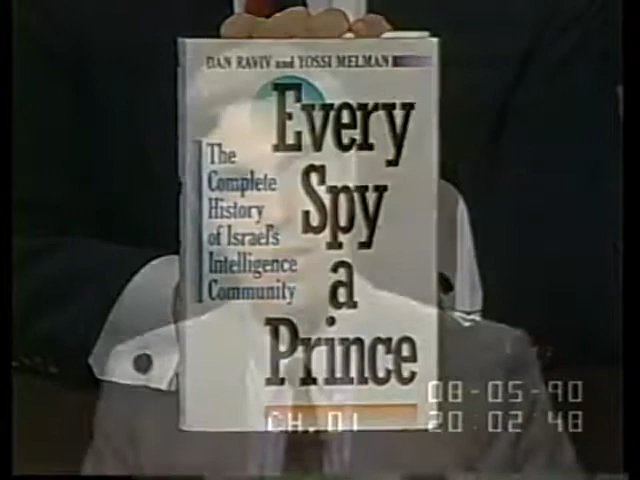 DAN RAVIV and YOSSI MELMAN
Every
Spy
a
Prince
The
Complete
History
of Israel's
Intelligence
Community
08-05-90
CH.01 20:02 48